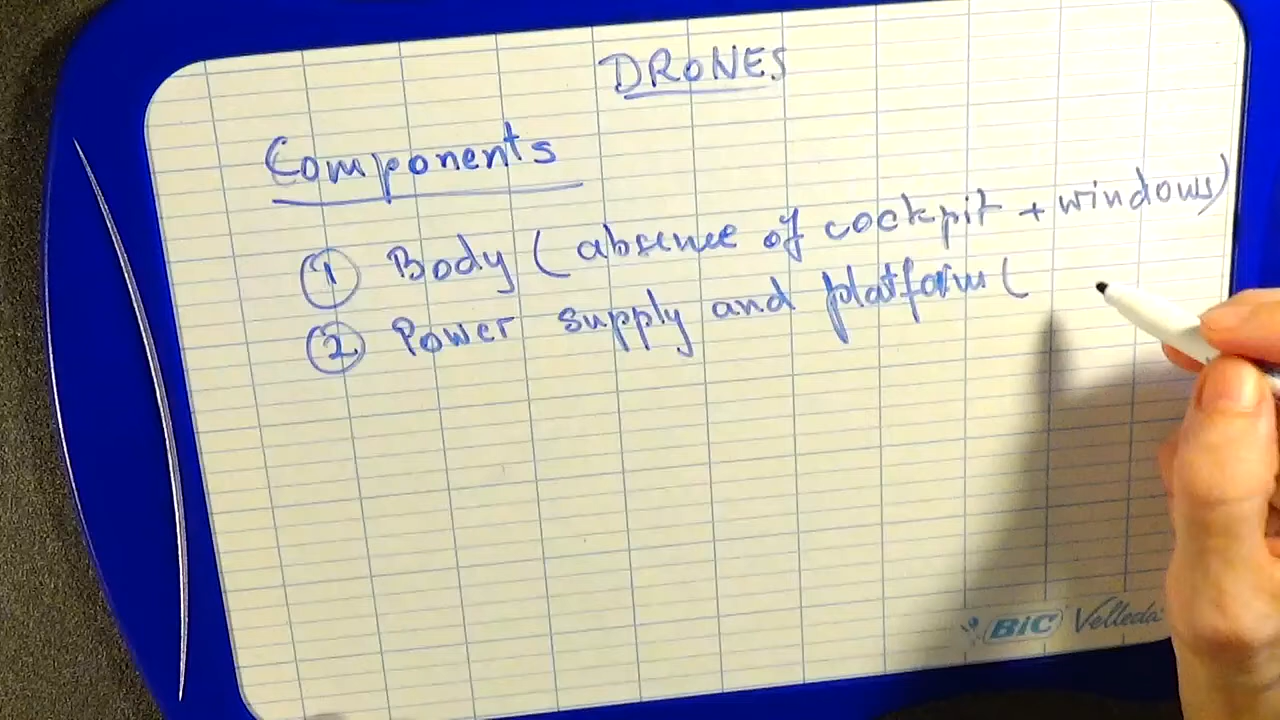 DRONES
Components
① Body (absence of cockpit + windows)
② Power supply and platform (
BIC Velleda